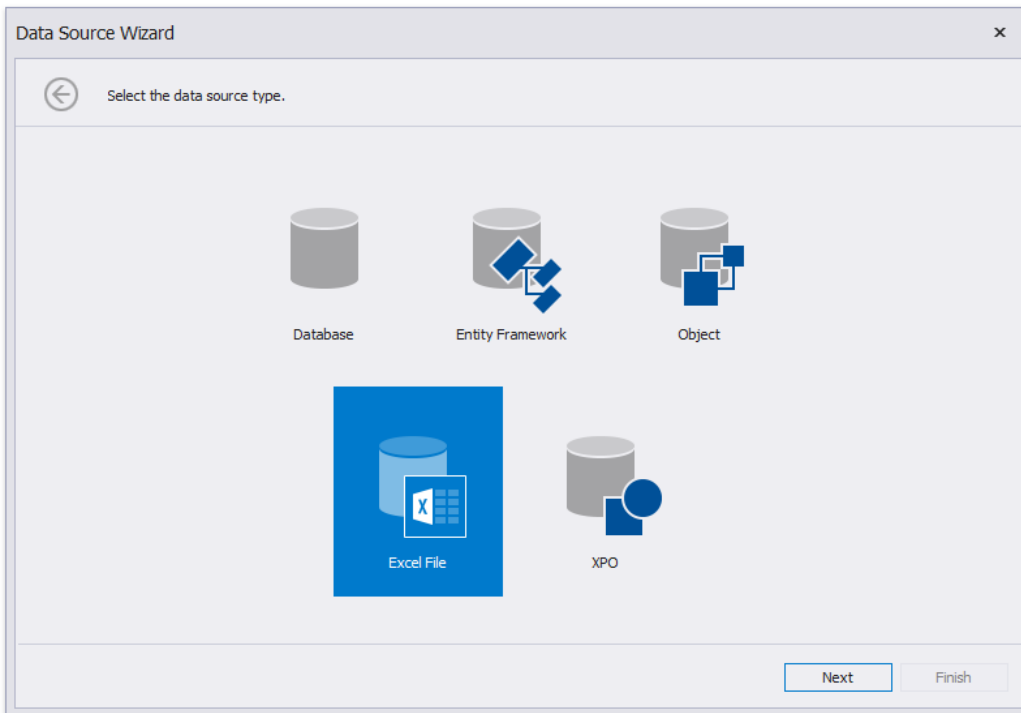 Data Source Wizard
Select the data source type.
Database
Entity Framework
Object
X
Excel File
XPO
Next
Finish